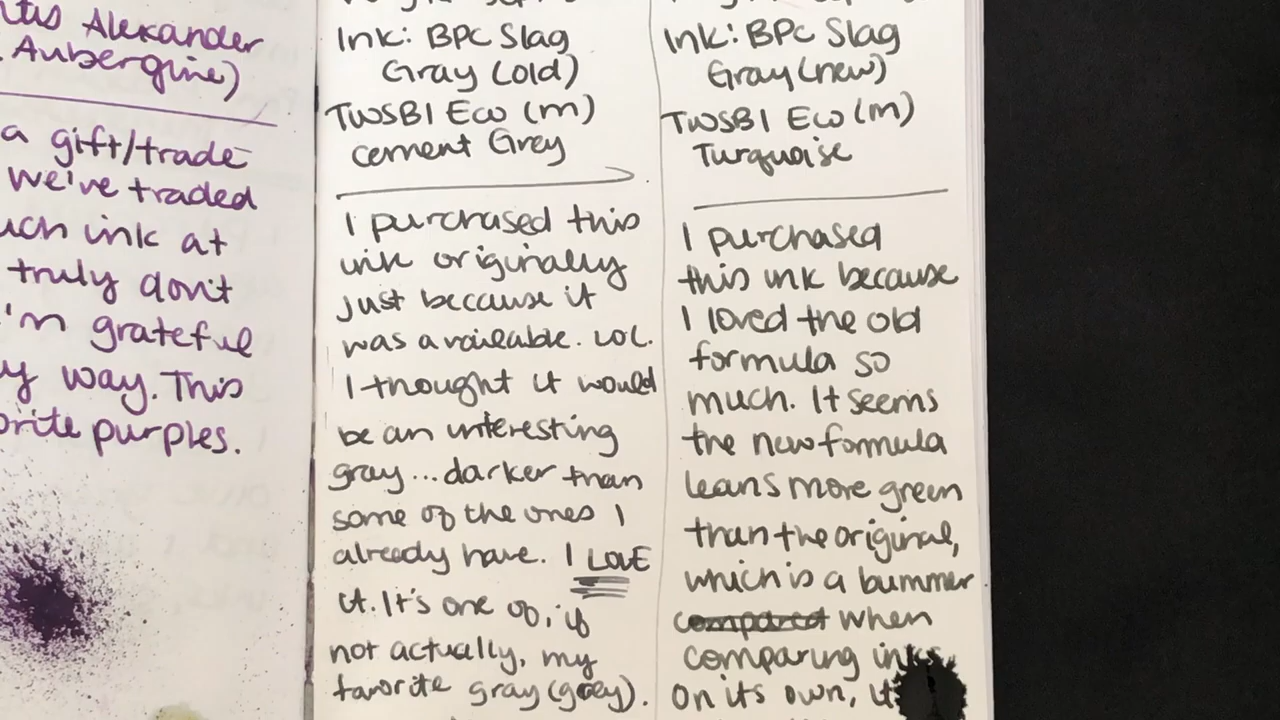 Alexander
Aubergine)
a gift/trade
we've traded
ink at
truly don't
I'm grateful
way. This
purples.
Ink: BPC Slag
Gray (old)
TWSBI Eco (m)
cement Grey
I purchased this
ink originally
just because it
was available. LOL.
I thought it would
be an interesting
gray... darker than
some of the ones I
already have. I LOVE
it. It's one of, if
not actually, my
favorite gray (grey).
Ink: BPC Slag
Gray (new)
TWSBI Eco (m)
Turquoise
I purchased
this ink because
I loved the old
formula so
much. It seems
the new formula
leans more green
than the original,
which is a bummer
compared when
comparing inks.
On its own, it